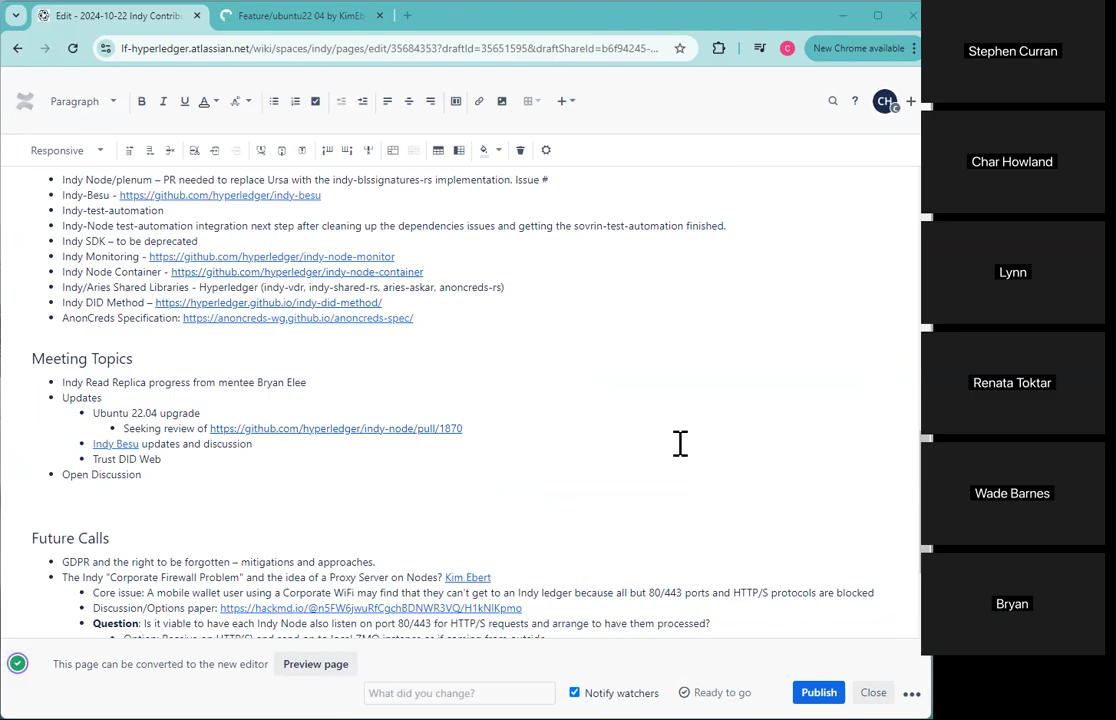 Edit - 2024-10-22 Indy Contribu
Feature/ubuntu22 04 by KimEb
lf-hyperledger.atlassian.net/wiki/spaces/indy/pages/edit/35684353?draftId=35651595&draftShareId=b6f94245-...
C
New Chrome available
Paragraph
B
I
U
A
CH
Responsive
Indy Node/plenum – PR needed to replace Ursa with the indy-blssignatures-rs implementation. Issue #
Indy-Besu - https://github.com/hyperledger/indy-besu
Indy-test-automation
Indy-Node test-automation integration next step after cleaning up the dependencies issues and getting the sovrin-test-automation finished.
Indy SDK – to be deprecated
Indy Monitoring - https://github.com/hyperledger/indy-node-monitor
Indy Node Container - https://github.com/hyperledger/indy-node-container
Indy/Aries Shared Libraries - Hyperledger (indy-vdr, indy-shared-rs, aries-askar, anoncreds-rs)
Indy DID Method – https://hyperledger.github.io/indy-did-method/
AnonCreds Specification: https://anoncreds-wg.github.io/anoncreds-spec/
Meeting Topics
Indy Read Replica progress from mentee Bryan Elee
Updates
Ubuntu 22.04 upgrade
Seeking review of https://github.com/hyperledger/indy-node/pull/1870
Indy Besu updates and discussion
Trust DID Web
Open Discussion
Future Calls
GDPR and the right to be forgotten – mitigations and approaches.
The Indy "Corporate Firewall Problem" and the idea of a Proxy Server on Nodes? Kim Ebert
Core issue: A mobile wallet user using a Corporate WiFi may find that they can't get to an Indy ledger because all but 80/443 ports and HTTP/S protocols are blocked
Discussion/Options paper: https://hackmd.io/@n5FW6jwuRfCgchBDNWR3VQ/H1kNIKpmo
Question: Is it viable to have each Indy Node also listen on port 80/443 for HTTP/S requests and arrange to have them processed?
This page can be converted to the new editor
Preview page
What did you change?
Notify watchers
Ready to go
Publish
Close
Stephen Curran
Char Howland
Lynn
Renata Toktar
Wade Barnes
Bryan